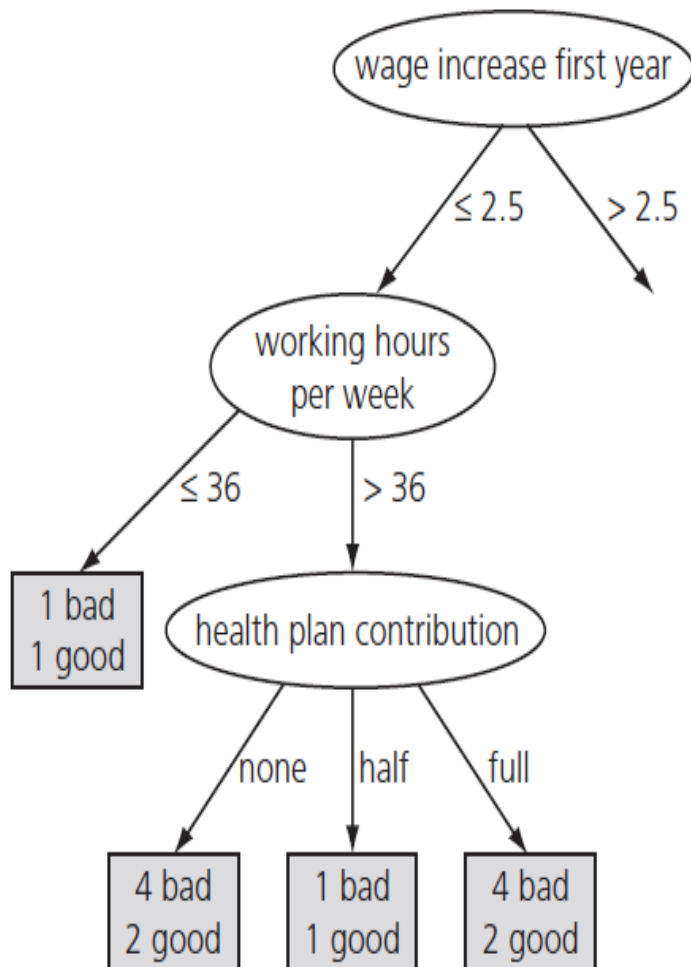 wage increase first year
≤ 2.5
> 2.5
working hours
per week
≤ 36
> 36
1 bad
1 good
health plan contribution
none
half
full
4 bad
2 good
1 bad
1 good
4 bad
2 good